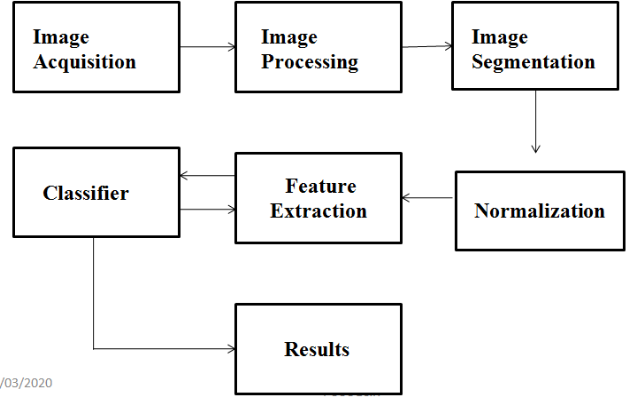 Image
Acquisition
Image
Processing
Image
Segmentation
Classifier
Feature
Extraction
Normalization
Results
/03/2020